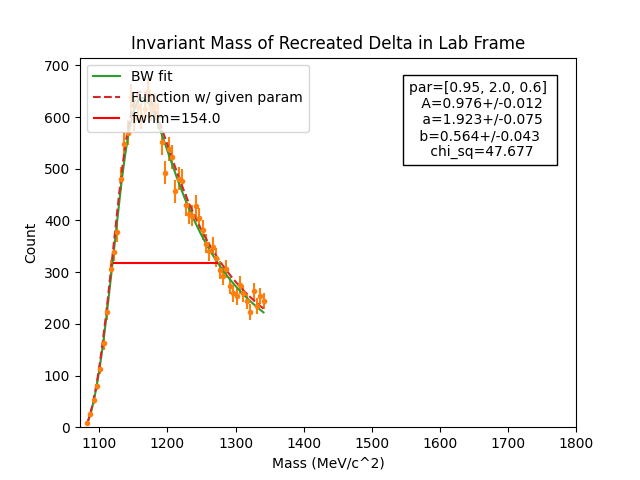 Invariant Mass of Recreated Delta in Lab Frame
700
600
500
400
300
200
100
0
Count
BW fit
Function w/ given param
fwhm=154.0
par=[0.95, 2.0, 0.6]
A=0.976+/-0.012
a=1.923+/-0.075
b=0.564+/-0.043
chi_sq=47.677
1100 1200 1300 1400 1500 1600 1700 1800
Mass (MeV/c^2)